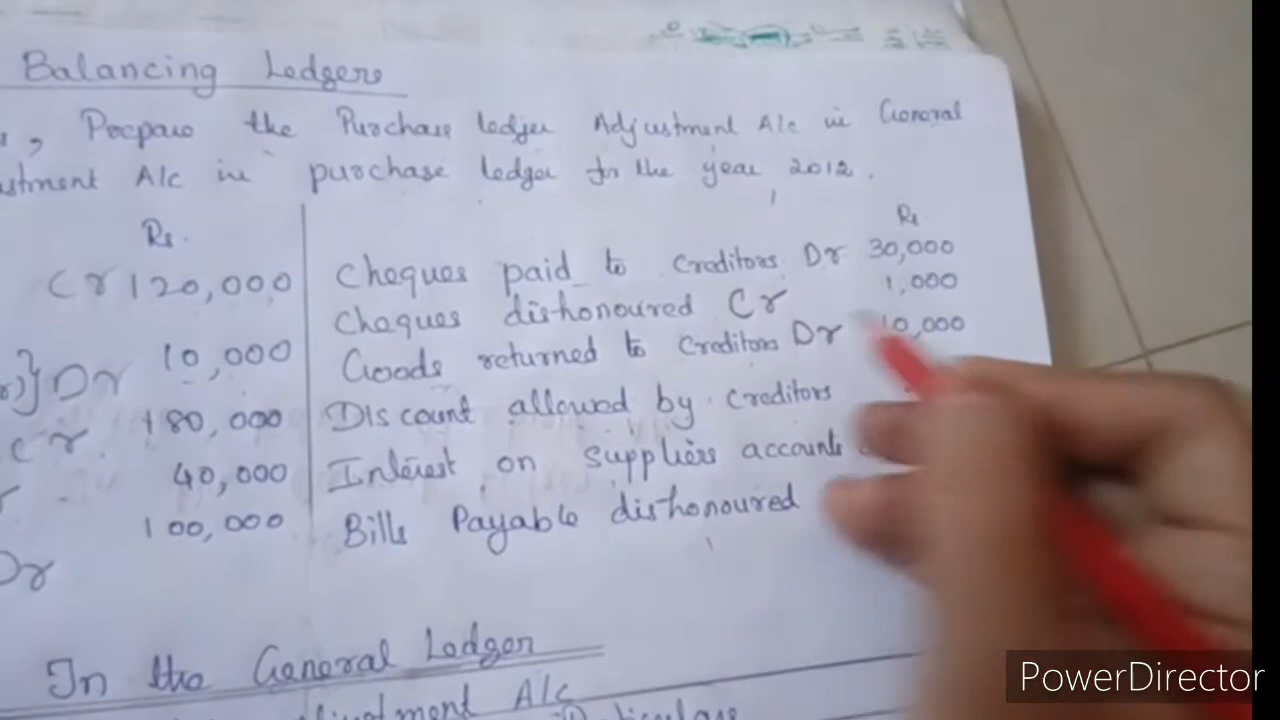 Balancing Ledgers
, Prepare the Purchase ledger Adjustment A/c in General
ustment A/c in purchase ledger for the year 2012.
Rs.
Cr 120,000
10,000
} Dr
Cr 180,000
40,000
100,000
Dr
Rs
Cheques paid to creditors Dr 30,000
Cheques dishonoured Cr 1,000
Goods returned to creditors Dr 10,000
Discount allowed by creditors
Interest on suppliers accounts
Bills Payable dishonoured
In the General Ledger
A/c
PowerDirector